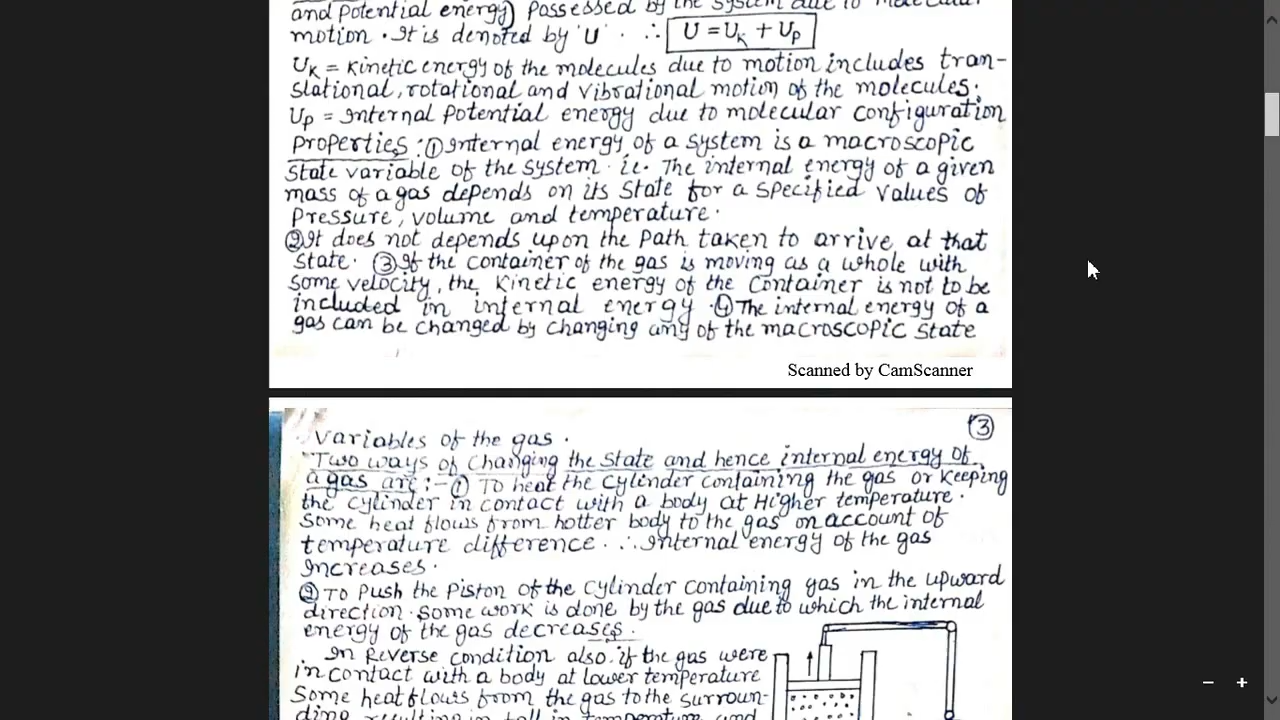 and Potential energy) Possessed by the system due to molecular
motion. It is denoted by 'U'. ∴ U = U_K + U_P
U_K = Kinetic energy of the molecules due to motion includes tran-
slational, rotational and vibrational motion of the molecules.
U_P = Internal Potential energy due to molecular configuration
Properties :① Internal energy of a system is a macroscopic
State variable of the system. i.e. The internal energy of a given
mass of a gas depends on its State for a specified values of
Pressure, volume and temperature.
② It does not depends upon the Path taken to arrive at that
State. ③ If the container of the gas is moving as a whole with
some velocity, the Kinetic energy of the container is not to be
included in internal energy. ④ The internal energy of a
gas can be changed by changing any of the macroscopic State
Scanned by CamScanner
③
Variables of the gas.
"Two ways of changing the State and hence internal energy of
a gas are :- ① To heat the cylinder containing the gas or Keeping
the cylinder in contact with a body at Higher temperature.
Some heat flows from hotter body to the gas on account of
temperature difference. ∴ Internal energy of the gas
increases.
② To Push the Piston of the cylinder containing gas in the upward
direction. Some work is done by the gas due to which the internal
energy of the gas decreases.
In Reverse condition also if the gas were
in contact with a body at lower temperature
Some heat flows from the gas to the surroun-
ding resulting in fall in temperature and